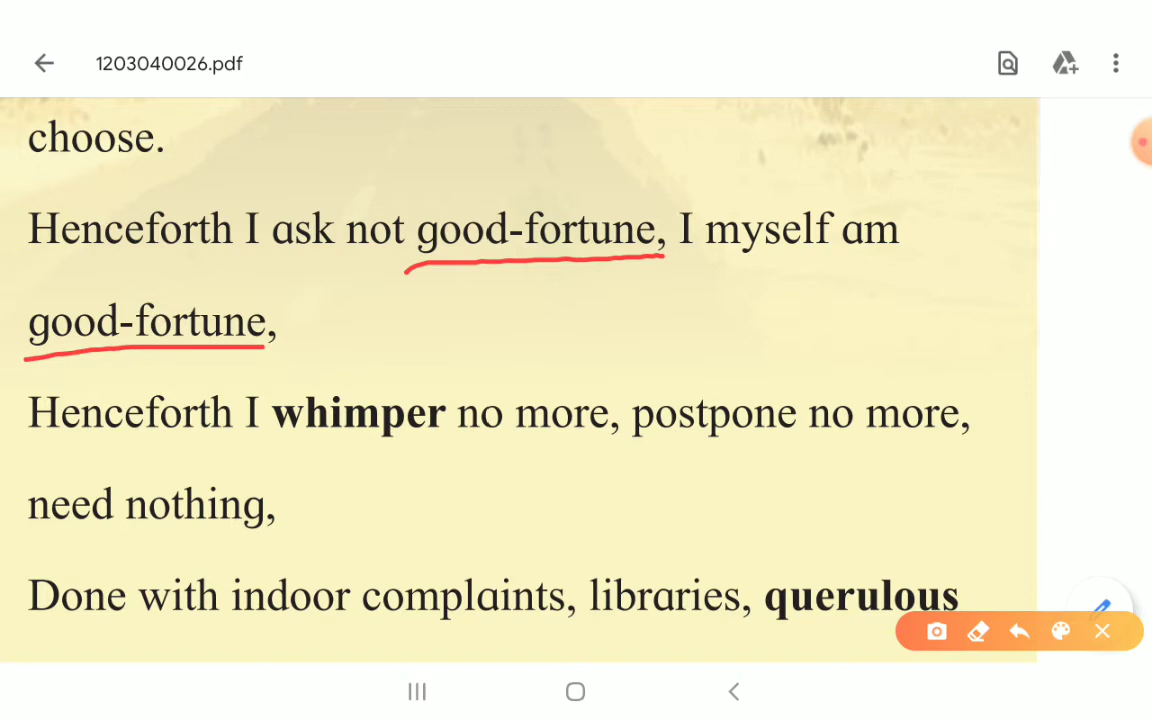 1203040026.pdf
choose.
Henceforth I ask not good-fortune, I myself am
good-fortune,
Henceforth I whimper no more, postpone no more,
need nothing,
Done with indoor complaints, libraries, querulous